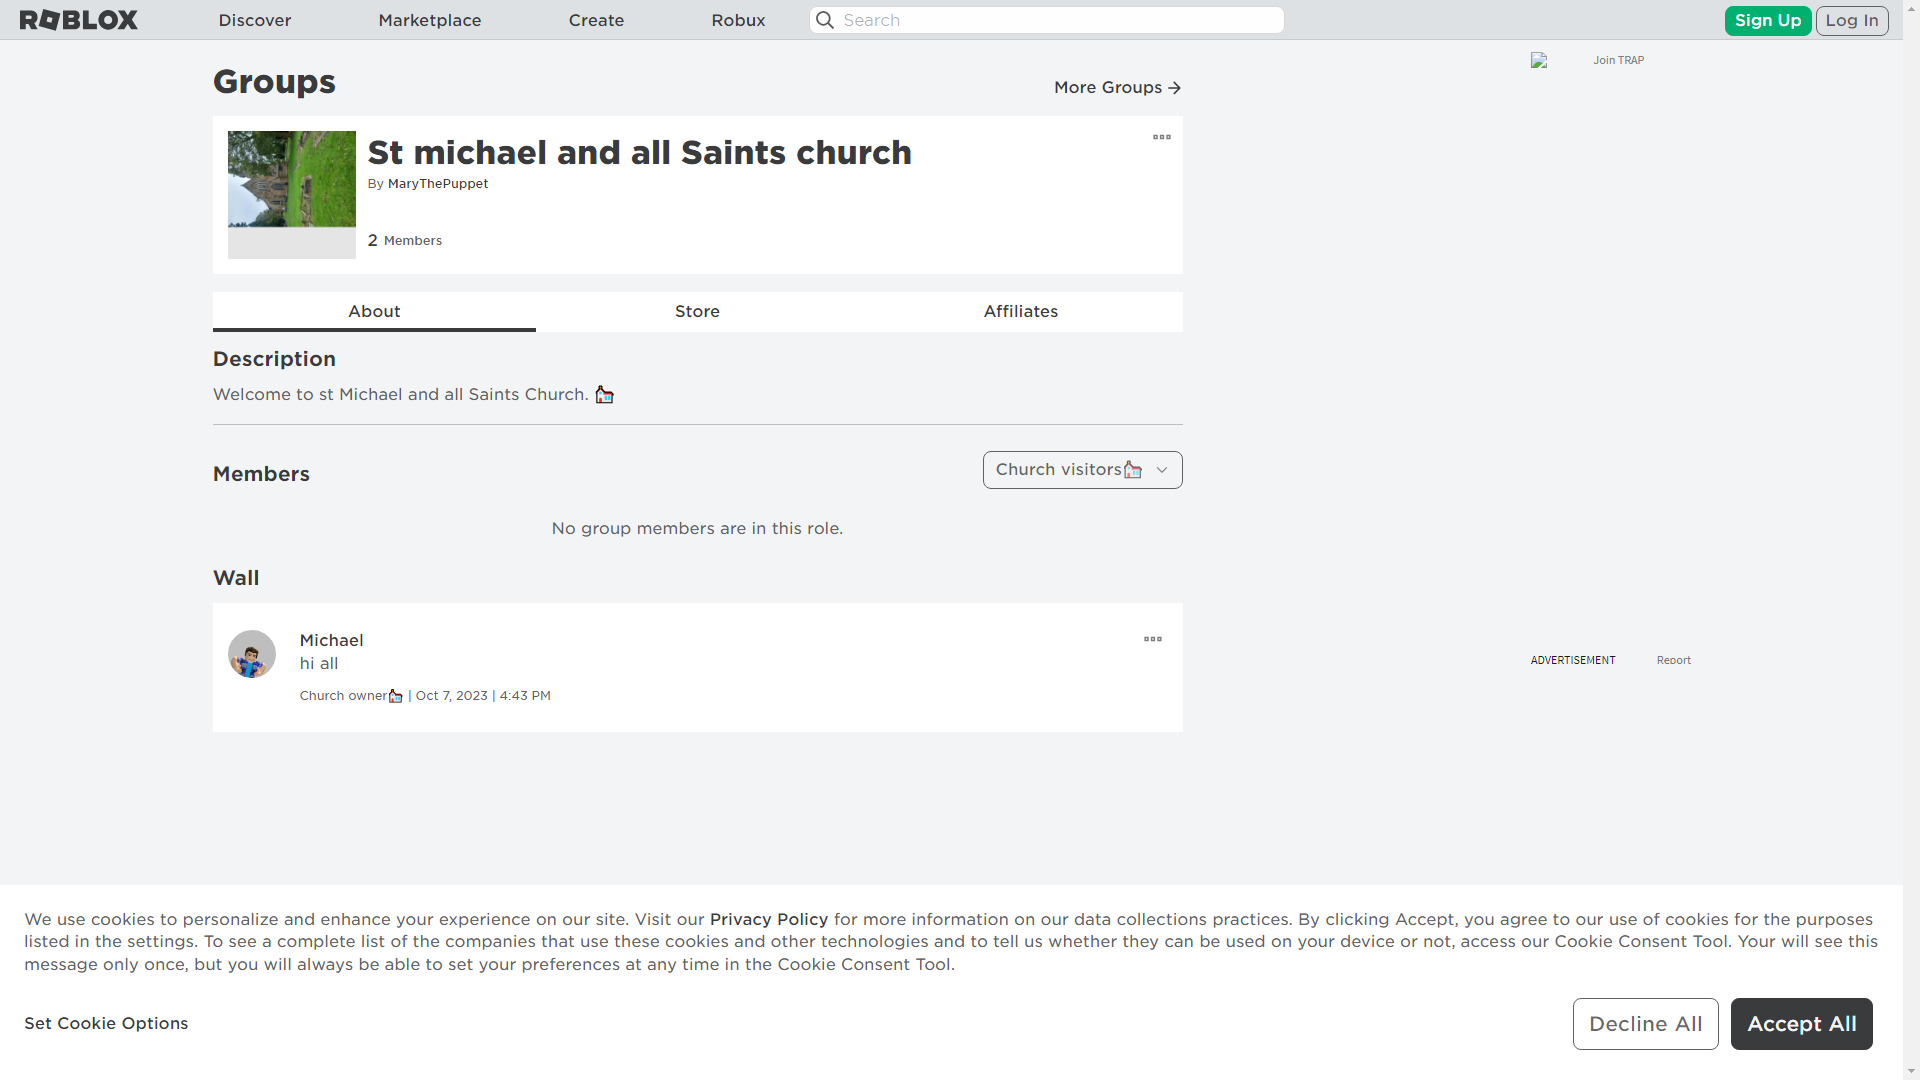 ROBLOX Discover Marketplace Create Robux Search Sign Up Log In
Join TRAP
Groups
More Groups
St michael and all Saints church
By MaryThePuppet
2 Members
About Store Affiliates
Description
Welcome to st Michael and all Saints Church.
Members
Church visitors
No group members are in this role.
Wall
Michael
hi all
Church owner | Oct 7, 2023 | 4:43 PM
ADVERTISEMENT Report
We use cookies to personalize and enhance your experience on our site. Visit our Privacy Policy for more information on our data collections practices. By clicking Accept, you agree to our use of cookies for the purposes
listed in the settings. To see a complete list of the companies that use these cookies and other technologies and to tell us whether they can be used on your device or not, access our Cookie Consent Tool. Your will see this
message only once, but you will always be able to set your preferences at any time in the Cookie Consent Tool.
Set Cookie Options
Decline All
Accept All